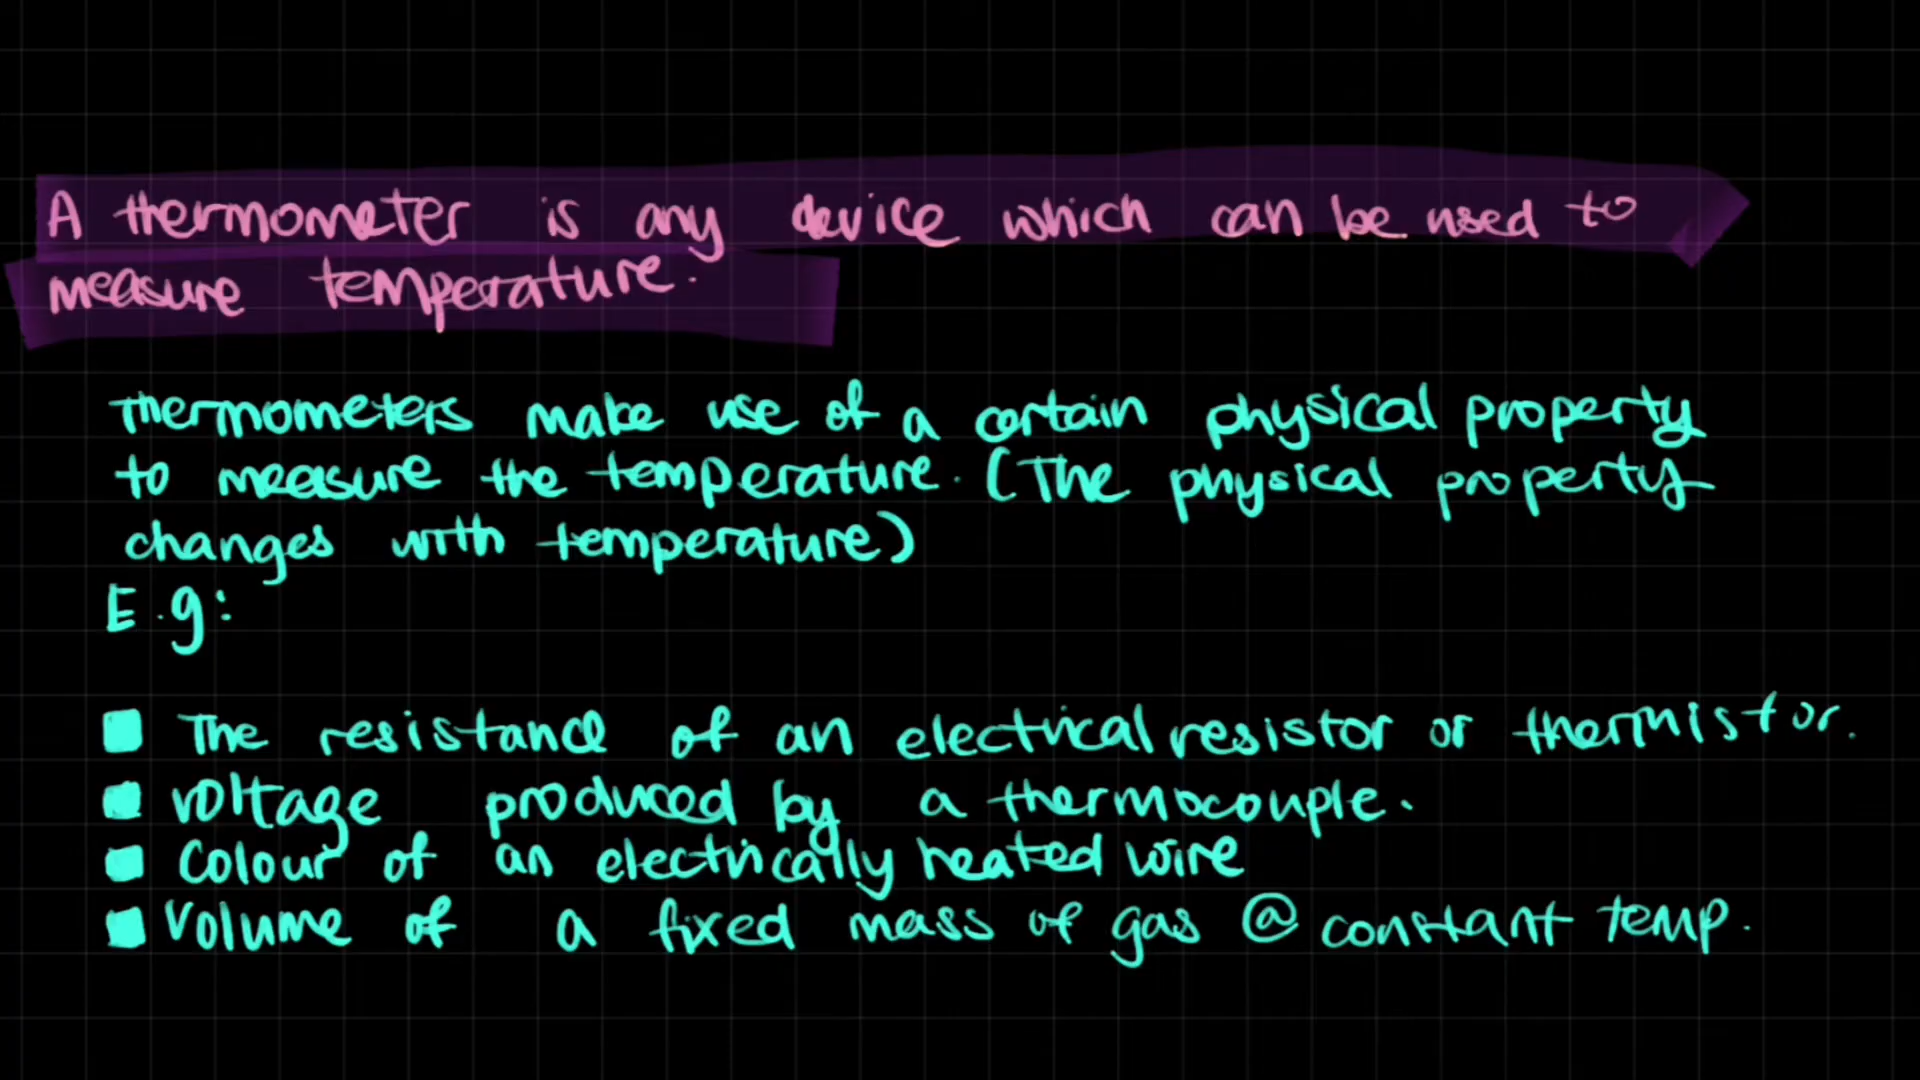 A thermometer is any device which can be used to
measure temperature.
Thermometers make use of a certain physical property
to measure the temperature. (The physical property
changes with temperature)
E.g:
The resistance of an electrical resistor or thermistor.
voltage produced by a thermocouple.
Colour of an electrically heated wire
Volume of a fixed mass of gas @ constant temp.